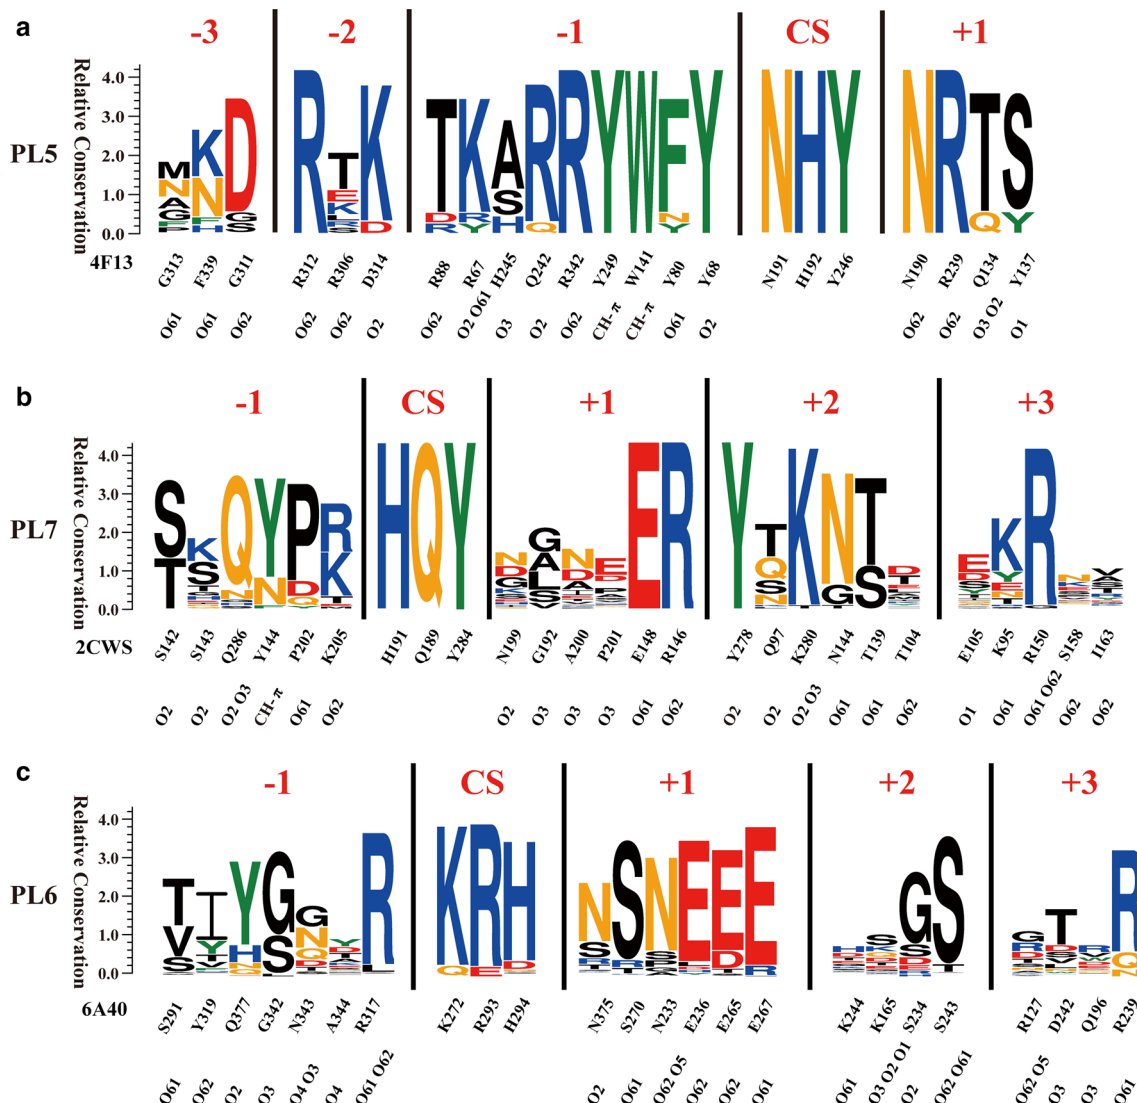 a
-3 -2 -1 CS +1
PL5
Relative Conservation
4.0
3.0
2.0
1.0
0.0
4F13
G313 F339 G311 R312 R306 D314 R88 R67 H245 Q242 R342 Y249 W141 Y80 Y68 N191 H192 Y246 N190 R239 Q134 Y137
O61 O61 O62 O62 O62 O2 O62 O2 O61 O3 O2 O62 CH-π CH-π O61 O2 O62 O62 O3 O2 O1
b
-1 CS +1 +2 +3
PL7
Relative Conservation
4.0
3.0
2.0
1.0
0.0
2CWS
S142 S143 Q286 Y144 P202 K205 H191 Q189 Y284 N199 G192 A200 P201 E148 R146 Y278 Q97 K280 N144 T139 T104 E105 K95 R150 S158 I163
O2 O2 O2 O3 CH-π O61 O62 O2 O3 O3 O3 O61 O62 O2 O2 O2 O3 O61 O61 O62 O1 O61 O61 O62 O62 O62
c
-1 CS +1 +2 +3
PL6
Relative Conservation
4.0
3.0
2.0
1.0
0.0
6A40
S291 Y319 Q377 G342 N343 A344 R317 K272 R293 H294 N375 S270 N233 E236 E265 E267 K244 K165 S234 S243 R127 D242 Q196 R239
O61 O62 O2 O3 O4 O3 O4 O61 O62 O2 O61 O62 O5 O62 O62 O61 O61 O3 O2 O1 O2 O62 O61 O62 O5 O3 O3 O61